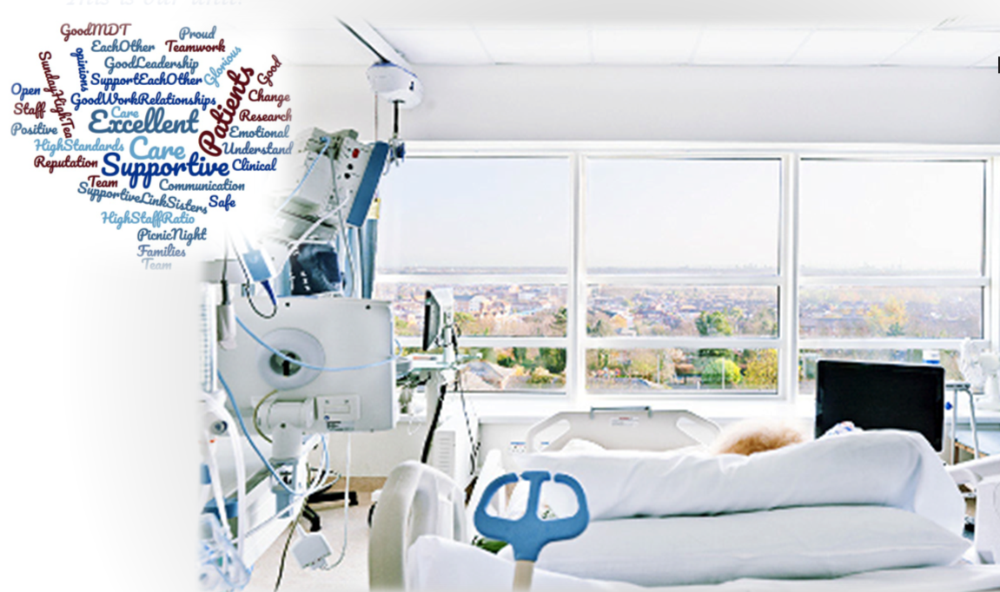 This is our unit.
GoodMDT
Proud
EachOther
Teamwork
GoodLeadership
Glorious
opinions
SundayHighTea
SupportEachOther
Good
Open
GoodWorkRelationships
Patients
Change
Staff
Care
Research
Excellent
Positive
Emotional
HighStandards
Care
Understand
Reputation
Supportive
Clinical
Team
Communication
SupportiveLinkSisters
Safe
HighStaffRatio
PicnicNight
Families
Team